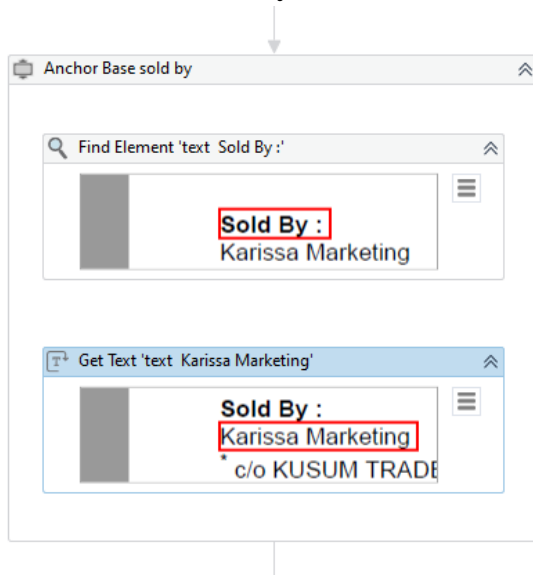 Anchor Base sold by
Find Element 'text  Sold By :'
Sold By :
Karissa Marketing
Get Text 'text  Karissa Marketing'
Sold By :
Karissa Marketing
* c/o KUSUM TRADE